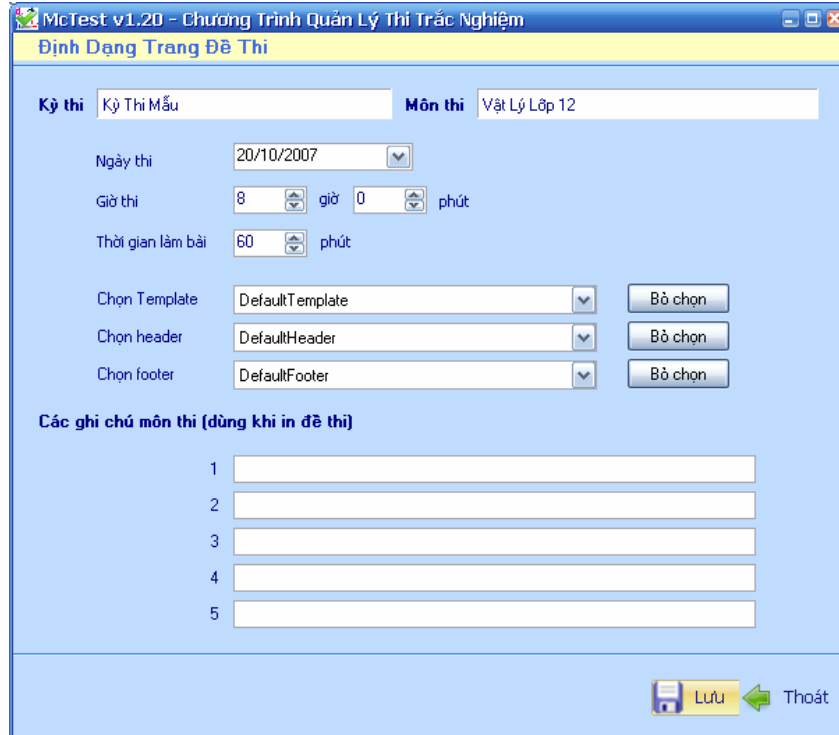 McTest v1.20 - Chương Trình Quản Lý Thi Trắc Nghiệm
Định Dạng Trang Đề Thi
Kỳ thi Kỳ Thi Mẫu Môn thi Vật Lý Lớp 12
Ngày thi 20/10/2007
Giờ thi 8 giờ 0 phút
Thời gian làm bài 60 phút
Chọn Template DefaultTemplate Bỏ chọn
Chọn header DefaultHeader Bỏ chọn
Chọn footer DefaultFooter Bỏ chọn
Các ghi chú môn thi (dùng khi in đề thi)
1
2
3
4
5
Lưu Thoát